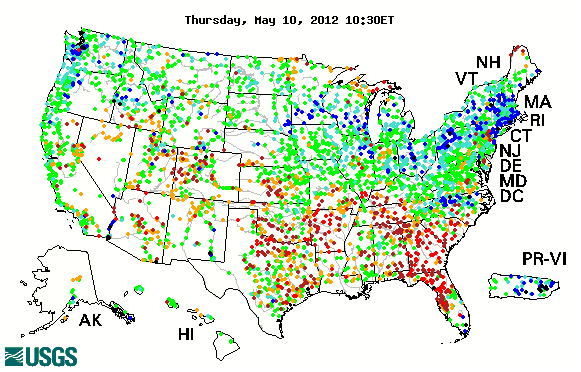 Thursday, May 10, 2012 10:30ET
NH
VT
MA
RI
CT
NJ
DE
MD
DC
PR-VI
AK
HI
USGS